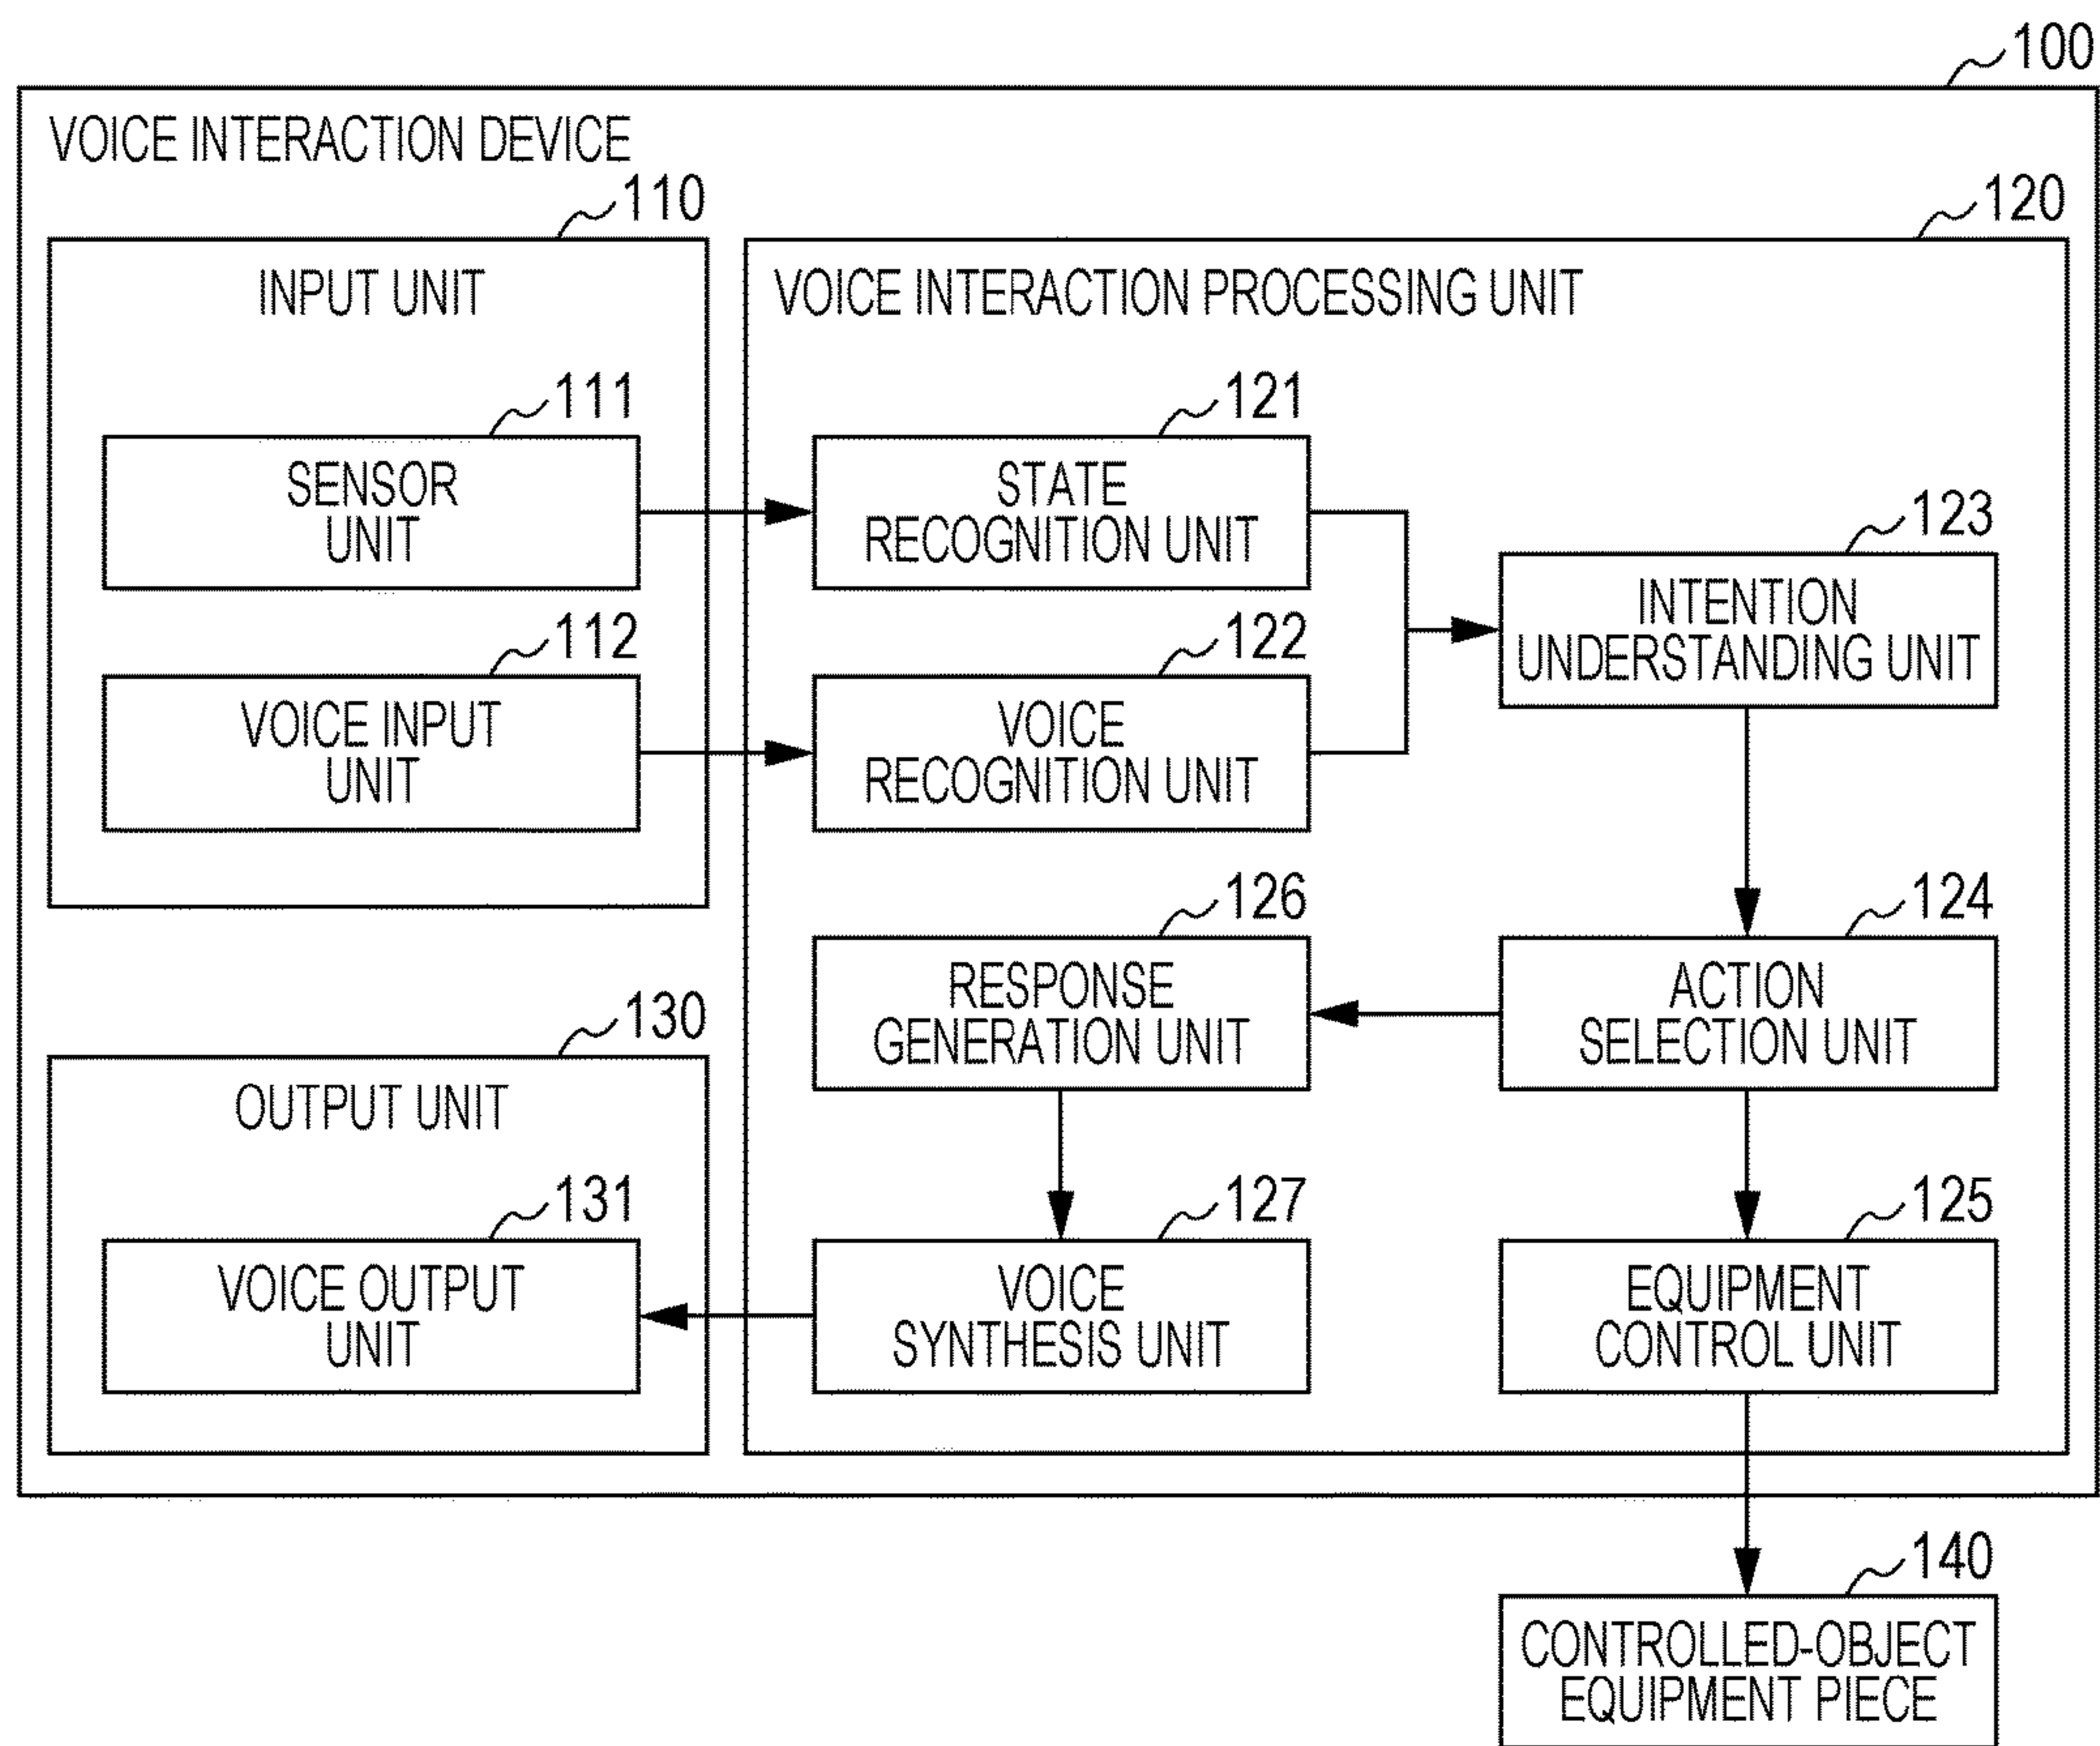 100
VOICE INTERACTION DEVICE
110
INPUT UNIT
111
SENSOR
UNIT
112
VOICE INPUT
UNIT
120
VOICE INTERACTION PROCESSING UNIT
121
STATE
RECOGNITION UNIT
122
VOICE
RECOGNITION UNIT
123
INTENTION
UNDERSTANDING UNIT
124
ACTION
SELECTION UNIT
126
RESPONSE
GENERATION UNIT
127
VOICE
SYNTHESIS UNIT
125
EQUIPMENT
CONTROL UNIT
130
OUTPUT UNIT
131
VOICE OUTPUT
UNIT
140
CONTROLLED-OBJECT
EQUIPMENT PIECE